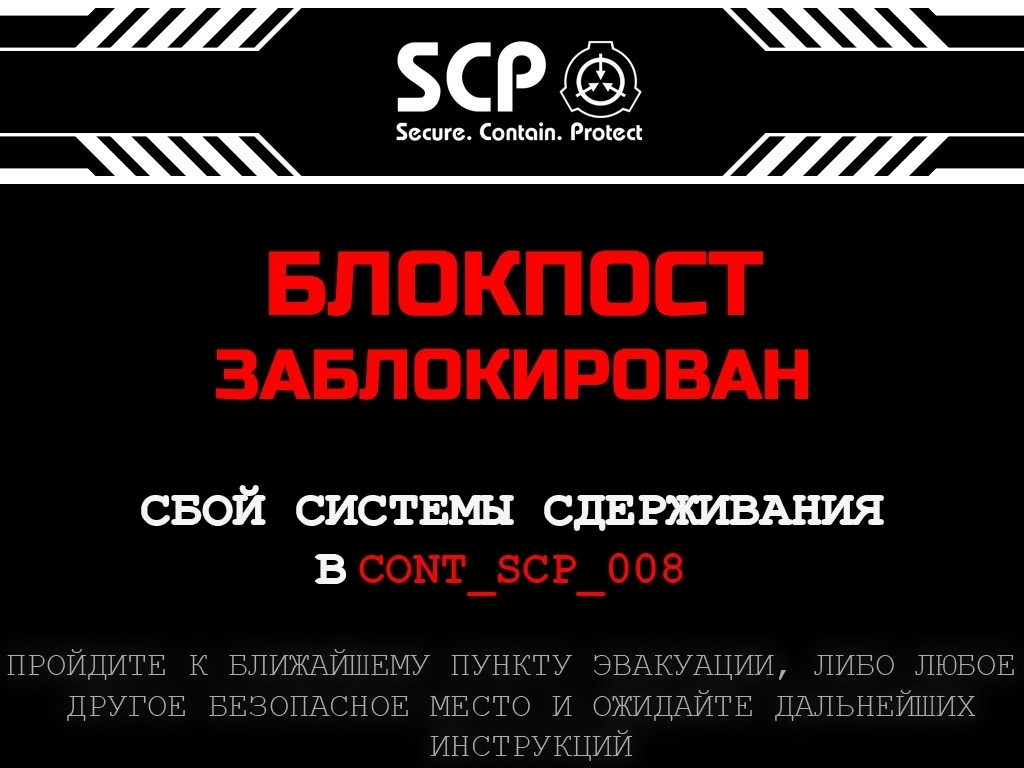 SCP
Secure. Contain. Protect
БЛОКПОСТ
ЗАБЛОКИРОВАН
СБОЙ СИСТЕМЫ СДЕРЖИВАНИЯ
В CONT_SCP_008
ПРОЙДИТЕ К БЛИЖАЙШЕМУ ПУНКТУ ЭВАКУАЦИИ, ЛИБО ЛЮБОЕ
ДРУГОЕ БЕЗОПАСНОЕ МЕСТО И ОЖИДАЙТЕ ДАЛЬНЕЙШИХ
ИНСТРУКЦИЙ